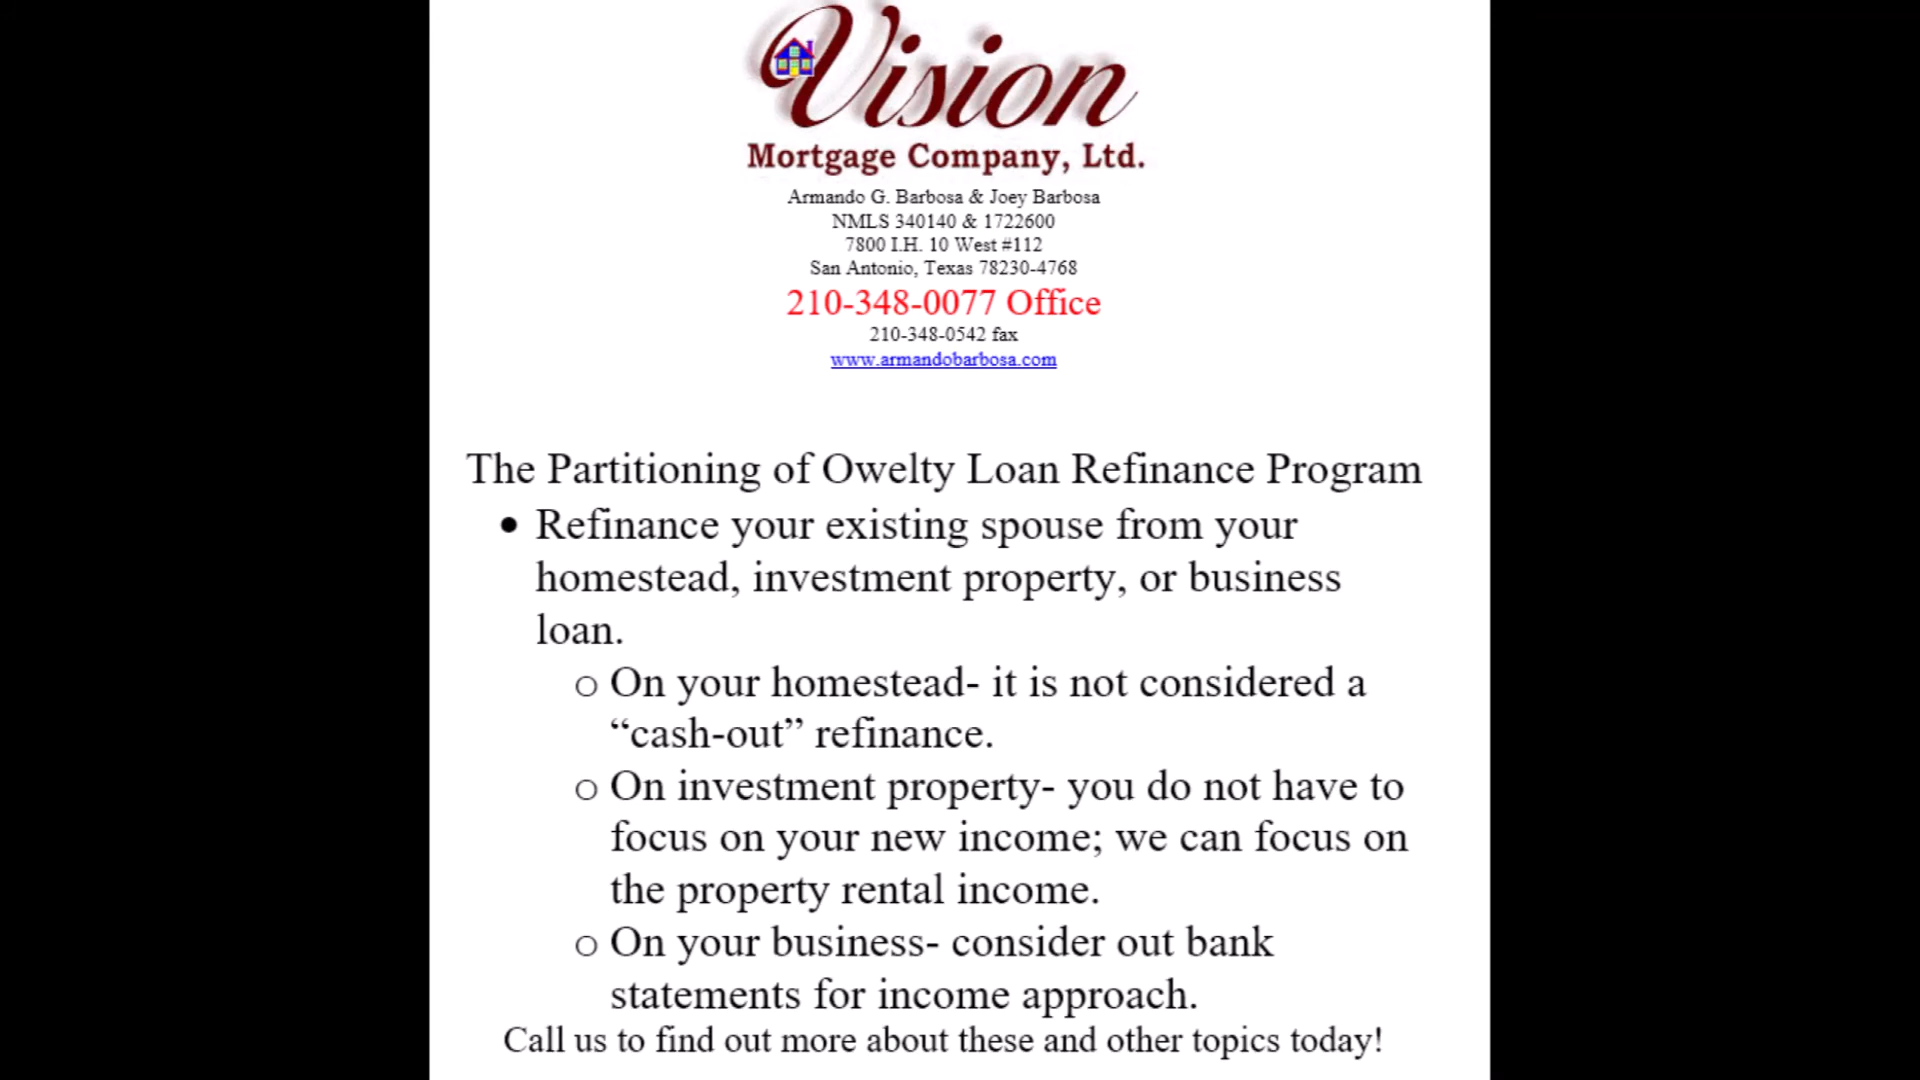 Vision
Mortgage Company, Ltd.
Armando G. Barbosa & Joey Barbosa
NMLS 340140 & 1722600
7800 I.H. 10 West #112
San Antonio, Texas 78230-4768
210-348-0077 Office
210-348-0542 fax
www.armandobarbosa.com
The Partitioning of Owelty Loan Refinance Program
• Refinance your existing spouse from your
homestead, investment property, or business
loan.
o On your homestead- it is not considered a
“cash-out” refinance.
o On investment property- you do not have to
focus on your new income; we can focus on
the property rental income.
o On your business- consider out bank
statements for income approach.
Call us to find out more about these and other topics today!